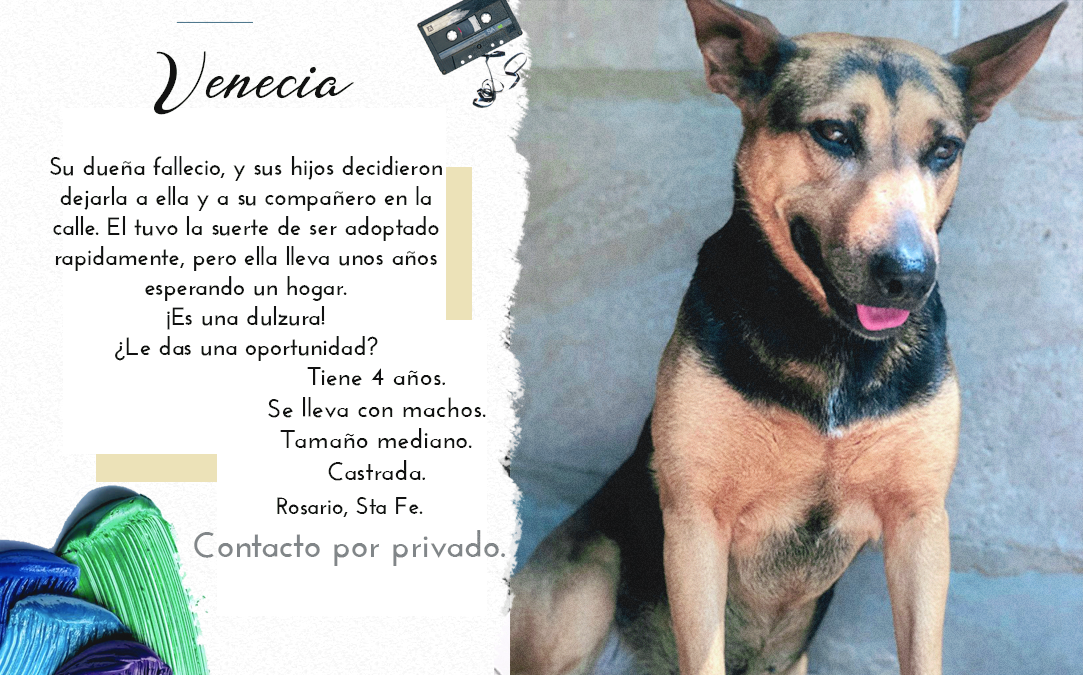 Venecia
Su dueña fallecio, y sus hijos decidieron
dejarla a ella y a su compañero en la
calle. El tuvo la suerte de ser adoptado
rapidamente, pero ella lleva unos años
esperando un hogar.
¡Es una dulzura!
¿Le das una oportunidad?
Tiene 4 años.
Se lleva con machos.
Tamaño mediano.
Castrada.
Rosario, Sta Fe.
Contacto por privado.